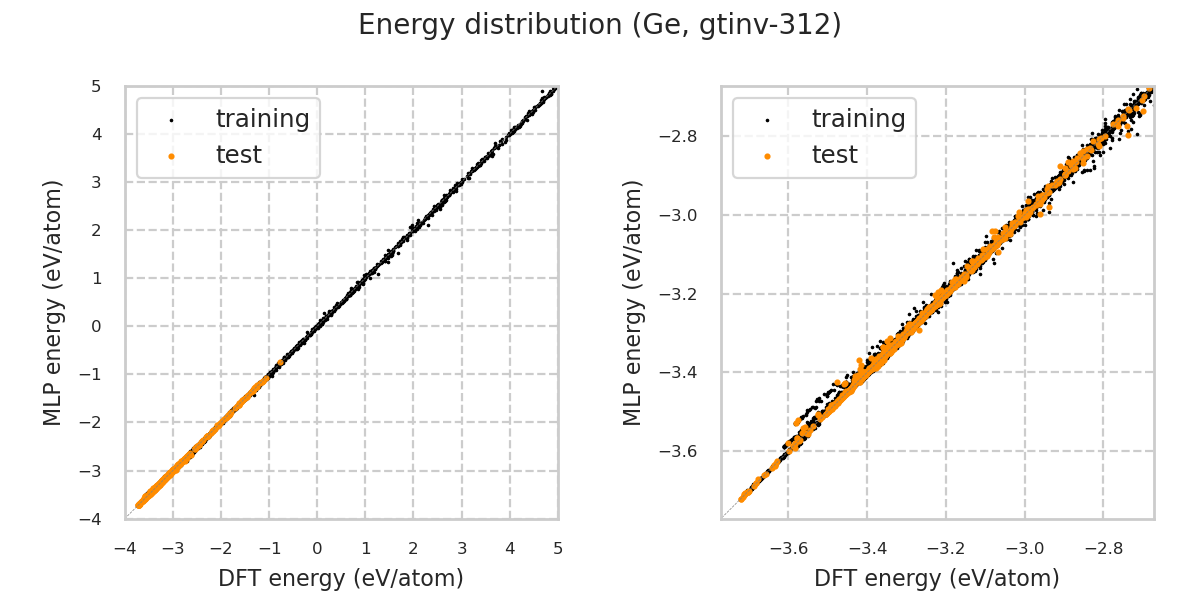 Energy distribution (Ge, gtinv-312)
MLP energy (eV/atom)
5
4
3
2
1
0
−1
−2
−3
−4
training
test
−4 −3 −2 −1 0 1 2 3 4 5
DFT energy (eV/atom)
MLP energy (eV/atom)
−2.8
−3.0
−3.2
−3.4
−3.6
training
test
−3.6 −3.4 −3.2 −3.0 −2.8
DFT energy (eV/atom)